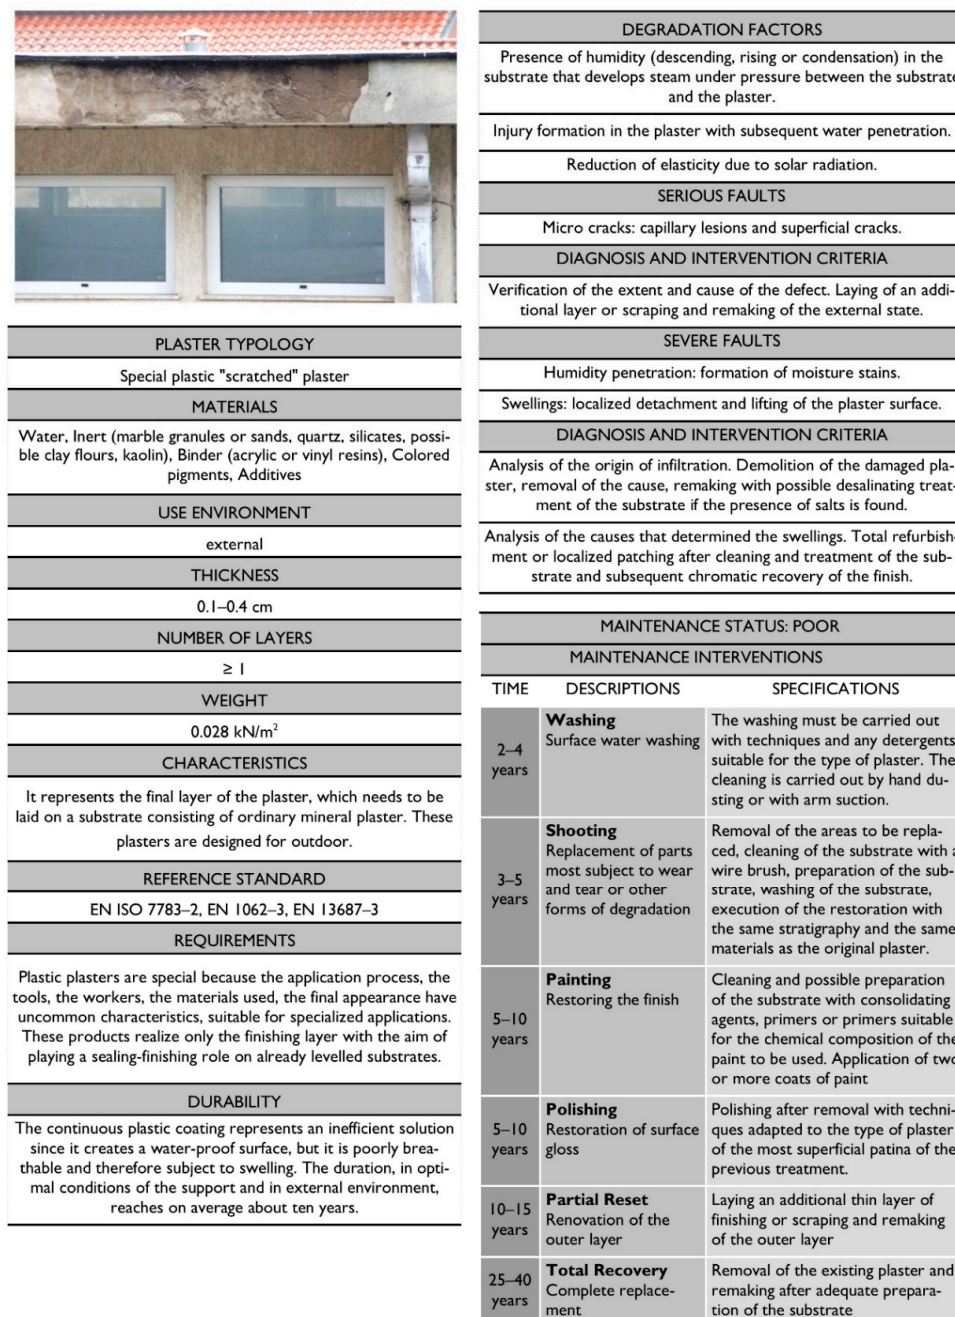 PLASTER TYPOLOGY
Special plastic "scratched" plaster
MATERIALS
Water, Inert (marble granules or sands, quartz, silicates, possi-
ble clay flours, kaolin), Binder (acrylic or vinyl resins), Colored
pigments, Additives
USE ENVIRONMENT
external
THICKNESS
0.1–0.4 cm
NUMBER OF LAYERS
≥ 1
WEIGHT
0.028 kN/m²
CHARACTERISTICS
It represents the final layer of the plaster, which needs to be
laid on a substrate consisting of ordinary mineral plaster. These
plasters are designed for outdoor.
REFERENCE STANDARD
EN ISO 7783–2, EN 1062–3, EN 13687–3
REQUIREMENTS
Plastic plasters are special because the application process, the
tools, the workers, the materials used, the final appearance have
uncommon characteristics, suitable for specialized applications.
These products realize only the finishing layer with the aim of
playing a sealing-finishing role on already levelled substrates.
DURABILITY
The continuous plastic coating represents an inefficient solution
since it creates a water-proof surface, but it is poorly brea-
thable and therefore subject to swelling. The duration, in opti-
mal conditions of the support and in external environment,
reaches on average about ten years.
DEGRADATION FACTORS
Presence of humidity (descending, rising or condensation) in the
substrate that develops steam under pressure between the substrate
and the plaster.
Injury formation in the plaster with subsequent water penetration.
Reduction of elasticity due to solar radiation.
SERIOUS FAULTS
Micro cracks: capillary lesions and superficial cracks.
DIAGNOSIS AND INTERVENTION CRITERIA
Verification of the extent and cause of the defect. Laying of an addi-
tional layer or scraping and remaking of the external state.
SEVERE FAULTS
Humidity penetration: formation of moisture stains.
Swellings: localized detachment and lifting of the plaster surface.
DIAGNOSIS AND INTERVENTION CRITERIA
Analysis of the origin of infiltration. Demolition of the damaged pla-
ster, removal of the cause, remaking with possible desalinating treat-
ment of the substrate if the presence of salts is found.
Analysis of the causes that determined the swellings. Total refurbish-
ment or localized patching after cleaning and treatment of the sub-
strate and subsequent chromatic recovery of the finish.
MAINTENANCE STATUS: POOR
MAINTENANCE INTERVENTIONS
TIME DESCRIPTIONS SPECIFICATIONS
2–4
years
Washing
Surface water washing
The washing must be carried out
with techniques and any detergents
suitable for the type of plaster. The
cleaning is carried out by hand du-
sting or with arm suction.
3–5
years
Shooting
Replacement of parts
most subject to wear
and tear or other
forms of degradation
Removal of the areas to be repla-
ced, cleaning of the substrate with a
wire brush, preparation of the sub-
strate, washing of the substrate,
execution of the restoration with
the same stratigraphy and the same
materials as the original plaster.
5–10
years
Painting
Restoring the finish
Cleaning and possible preparation
of the substrate with consolidating
agents, primers or primers suitable
for the chemical composition of the
paint to be used. Application of two
or more coats of paint
5–10
years
Polishing
Restoration of surface
gloss
Polishing after removal with techni-
ques adapted to the type of plaster
of the most superficial patina of the
previous treatment.
10–15
years
Partial Reset
Renovation of the
outer layer
Laying an additional thin layer of
finishing or scraping and remaking
of the outer layer
25–40
years
Total Recovery
Complete replace-
ment
Removal of the existing plaster and
remaking after adequate prepara-
tion of the substrate